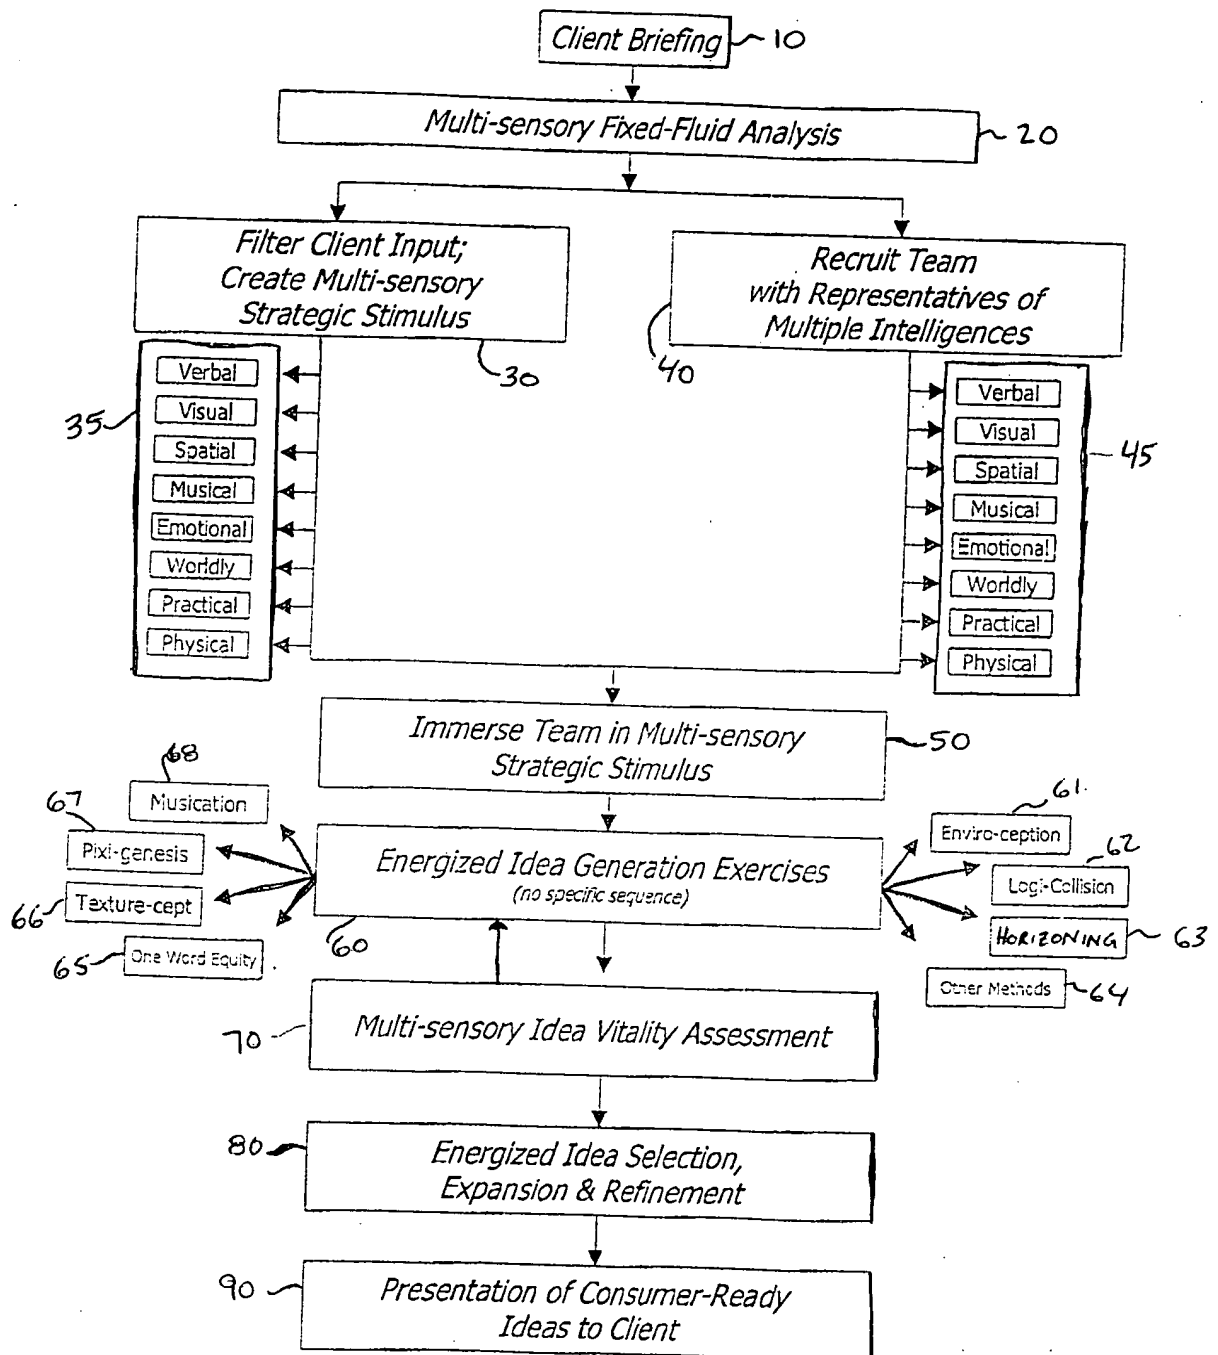 Client Briefing
10
Multi-sensory Fixed-Fluid Analysis
20
Filter Client Input;
Create Multi-sensory
Strategic Stimulus
30
Recruit Team
with Representatives of
Multiple Intelligences
40
35
Verbal
Visual
Spatial
Musical
Emotional
Worldly
Practical
Physical
45
Verbal
Visual
Spatial
Musical
Emotional
Worldly
Practical
Physical
Immerse Team in Multi-sensory
Strategic Stimulus
50
68
Musication
67
Pixi-genesis
66
Texture-cept
65
One Word Equity
Energized Idea Generation Exercises
(no specific sequence)
60
61
Enviro-ception
62
Logi-Collision
HORIZONING
63
Other Methods
64
70
Multi-sensory Idea Vitality Assessment
80
Energized Idea Selection,
Expansion & Refinement
90
Presentation of Consumer-Ready
Ideas to Client